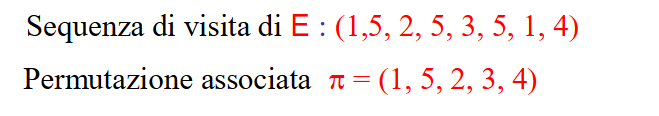 Sequenza di visita di E : (1,5, 2, 5, 3, 5, 1, 4)
Permutazione associata π = (1, 5, 2, 3, 4)